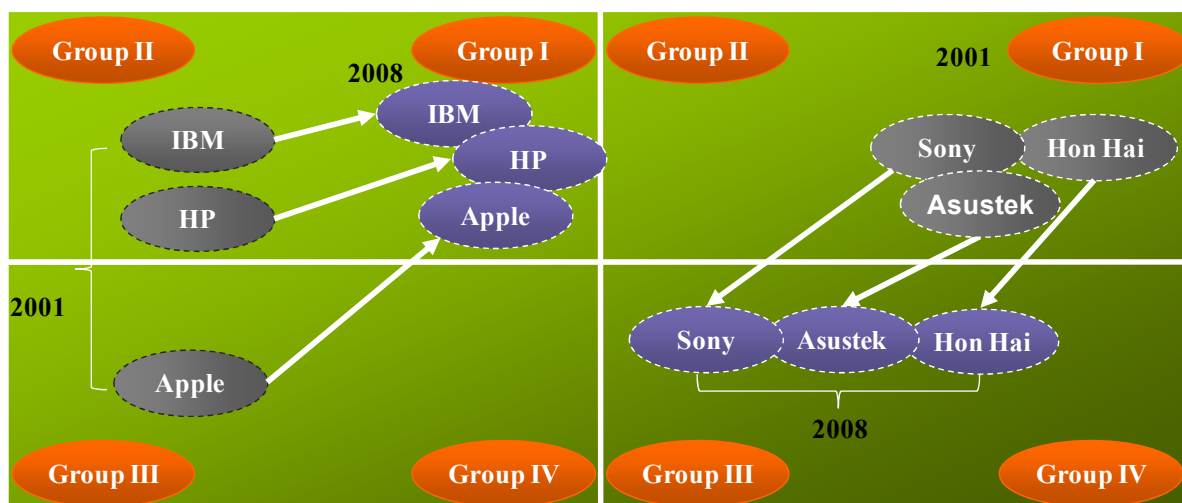 Group II
Group I
2008
IBM
IBM
HP
HP
Apple
2001
Apple
Group III
Group IV
Group II
Group I
2001
Sony
Hon Hai
Asustek
Sony
Asustek
Hon Hai
2008
Group III
Group IV